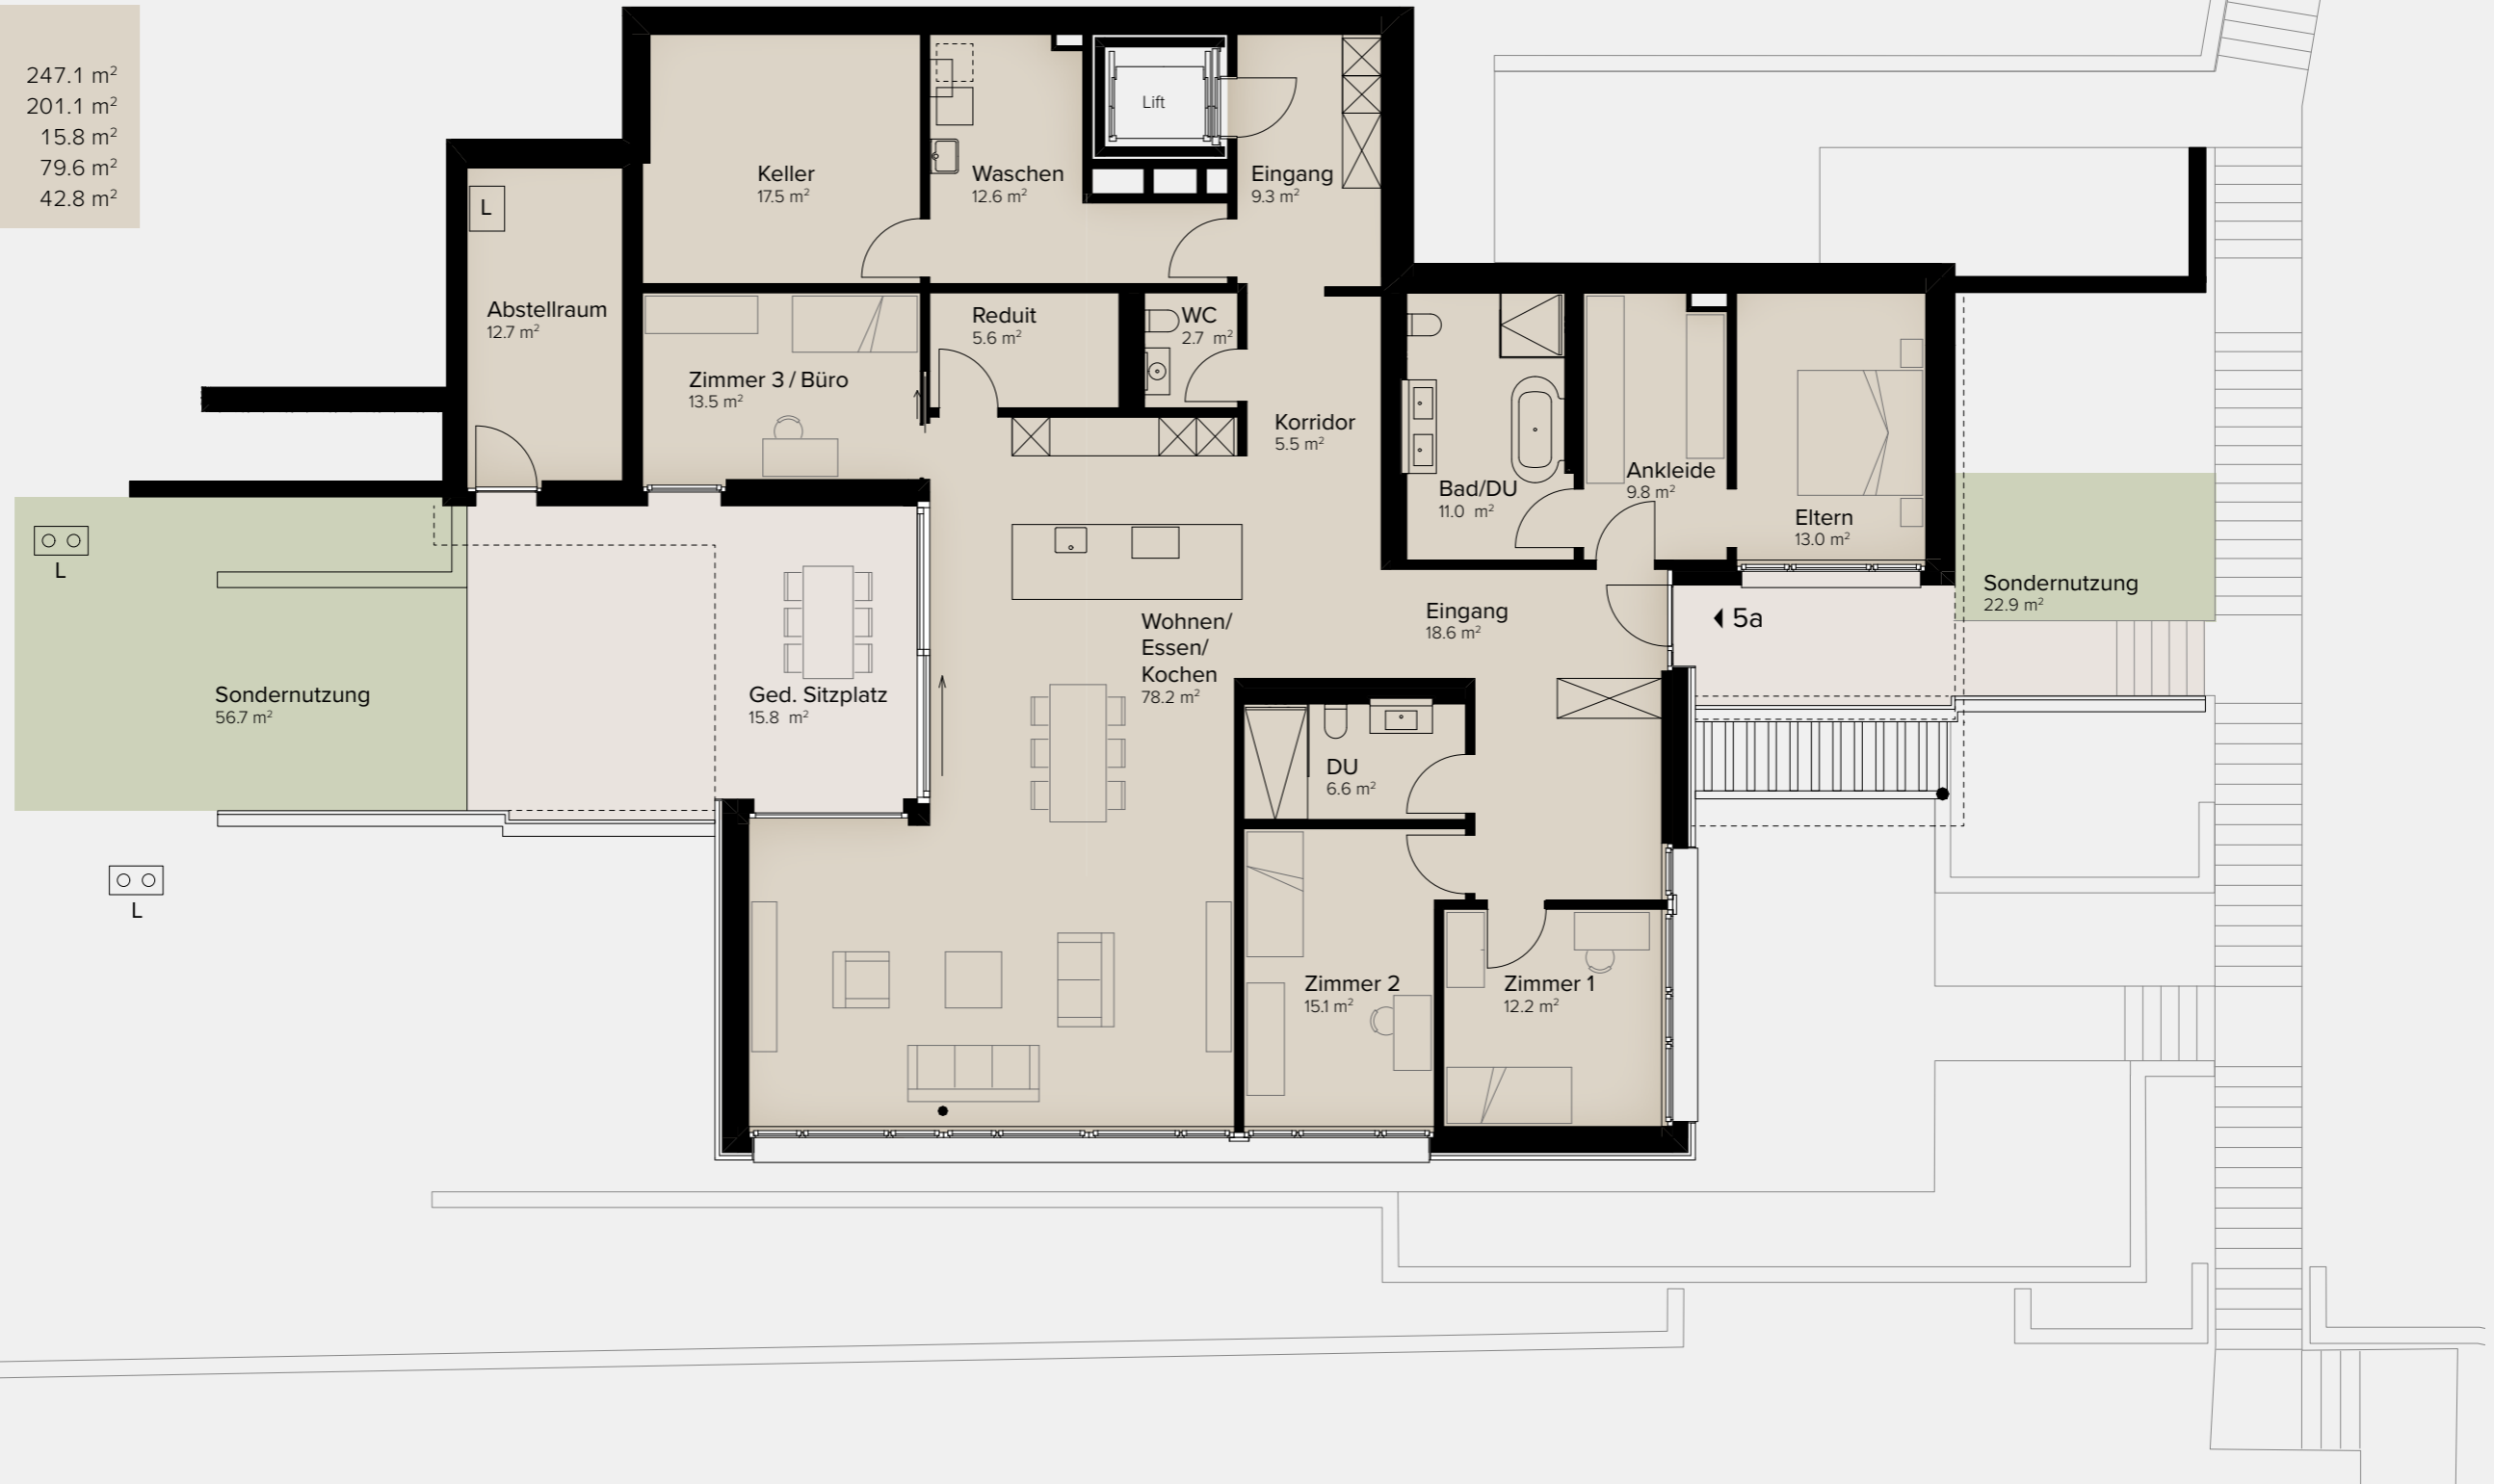 247.1 m²
201.1 m²
15.8 m²
79.6 m²
42.8 m²
Lift
Keller
17.5 m²
Waschen
12.6 m²
Eingang
9.3 m²
L
Abstellraum
12.7 m²
Reduit
5.6 m²
WC
2.7 m²
Zimmer 3 / Büro
13.5 m²
Korridor
5.5 m²
Ankleide
9.8 m²
Bad/DU
11.0 m²
Eltern
13.0 m²
L
Sondernutzung
22.9 m²
Eingang
18.6 m²
5a
Wohnen/
Essen/
Kochen
78.2 m²
Sondernutzung
56.7 m²
Ged. Sitzplatz
15.8 m²
DU
6.6 m²
L
Zimmer 2
15.1 m²
Zimmer 1
12.2 m²